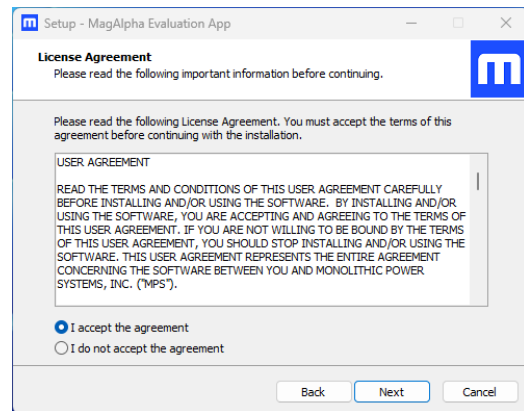 Setup - MagAlpha Evaluation App
License Agreement
Please read the following important information before continuing.
m
Please read the following License Agreement. You must accept the terms of this
agreement before continuing with the installation.
USER AGREEMENT
READ THE TERMS AND CONDITIONS OF THIS USER AGREEMENT CAREFULLY
BEFORE INSTALLING AND/OR USING THE SOFTWARE.  BY INSTALLING AND/OR
USING THE SOFTWARE, YOU ARE ACCEPTING AND AGREEING TO THE TERMS OF
THIS USER AGREEMENT. IF YOU ARE NOT WILLING TO BE BOUND BY THE TERMS
OF THIS USER AGREEMENT, YOU SHOULD STOP INSTALLING AND/OR USING THE
SOFTWARE. THIS USER AGREEMENT REPRESENTS THE ENTIRE AGREEMENT
CONCERNING THE SOFTWARE BETWEEN YOU AND MONOLITHIC POWER
SYSTEMS, INC. ("MPS").
I accept the agreement
I do not accept the agreement
Back
Next
Cancel